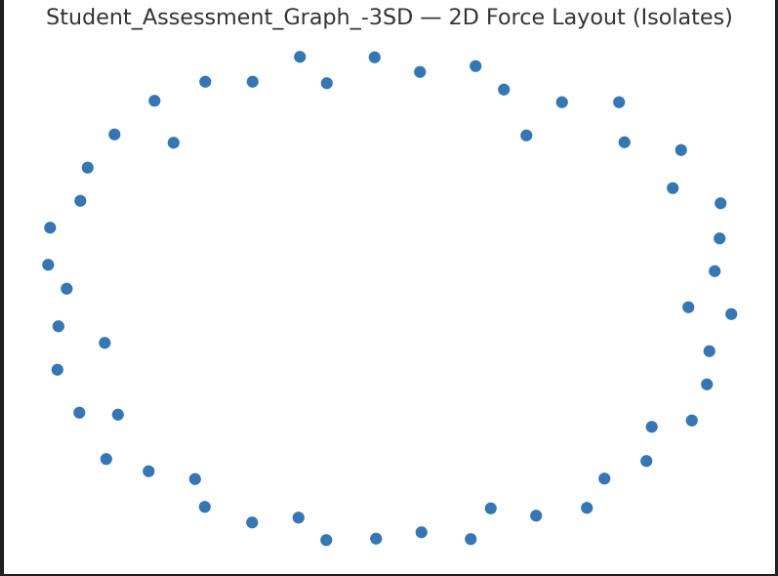 Student_Assessment_Graph_-3SD — 2D Force Layout (Isolates)